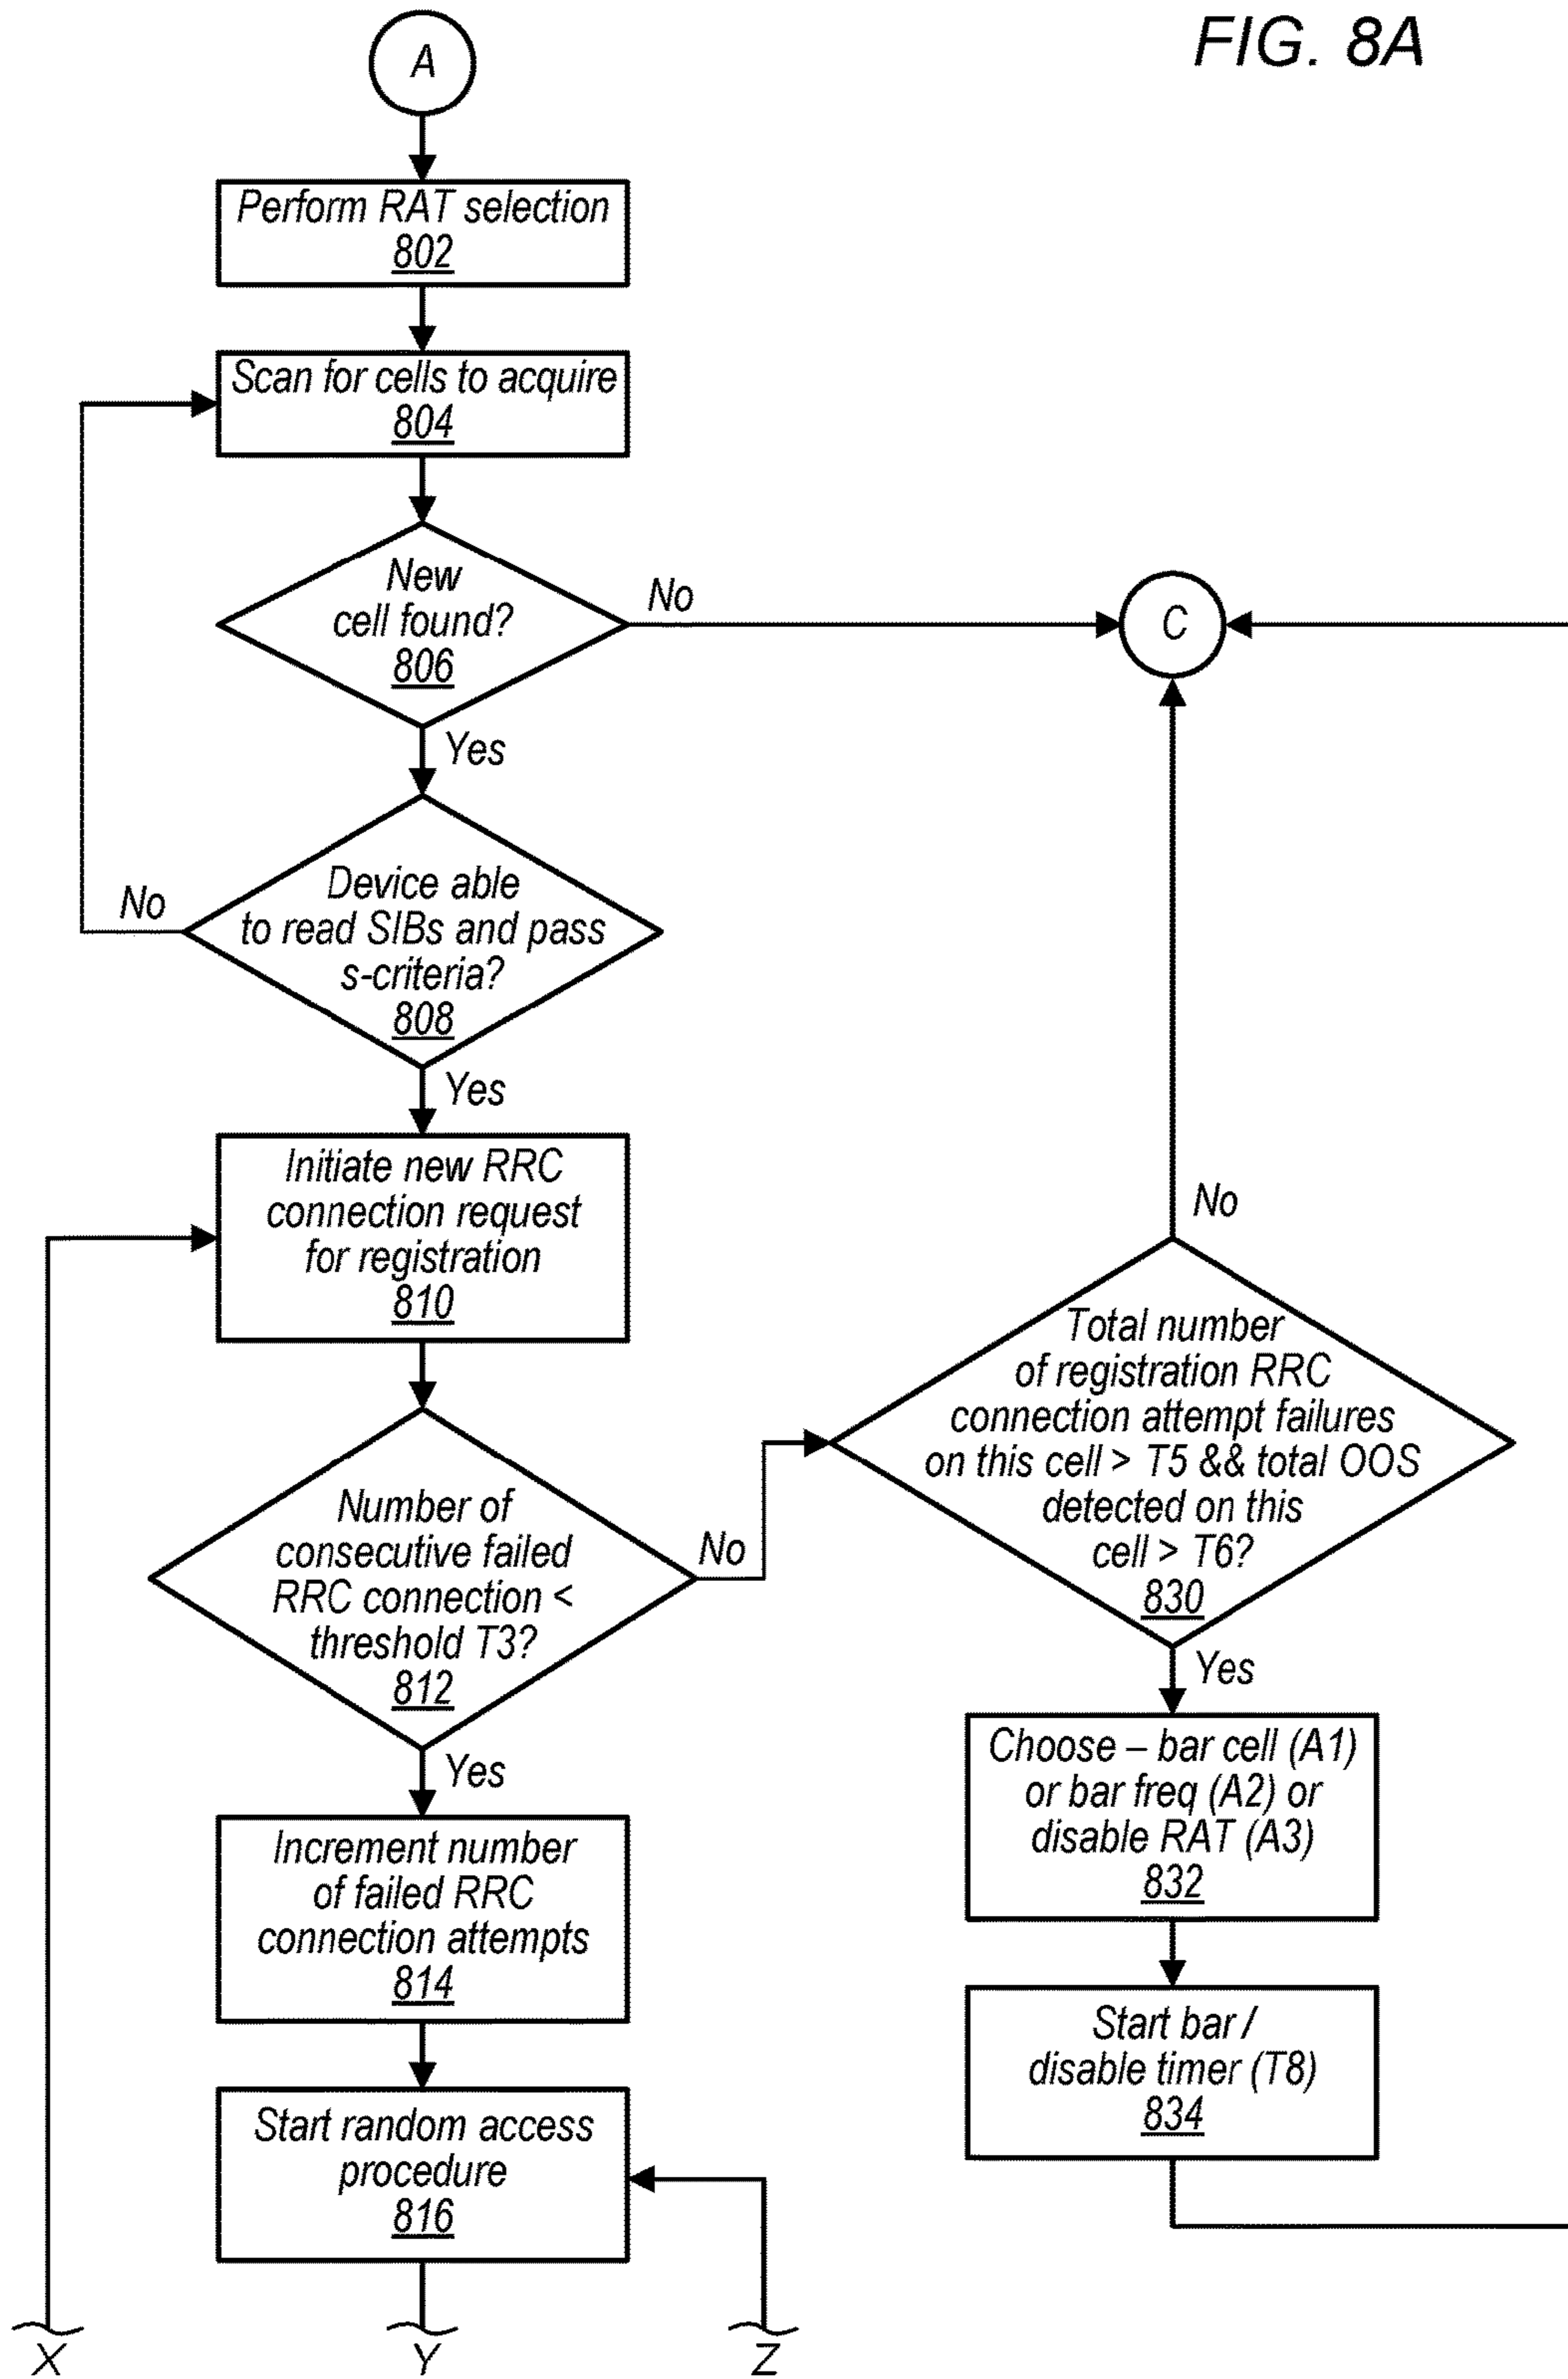 FIG. 8A
A
Perform RAT selection
802
Scan for cells to acquire
804
New
cell found?
806
No
C
Yes
Device able
to read SIBs and pass
s-criteria?
808
No
Yes
Initiate new RRC
connection request
for registration
810
Number of
consecutive failed
RRC connection <
threshold T3?
812
No
Yes
Increment number
of failed RRC
connection attempts
814
Start random access
procedure
816
No
Total number
of registration RRC
connection attempt failures
on this cell > T5 && total OOS
detected on this
cell > T6?
830
Yes
Choose – bar cell (A1)
or bar freq (A2) or
disable RAT (A3)
832
Start bar /
disable timer (T8)
834
X
Y
Z